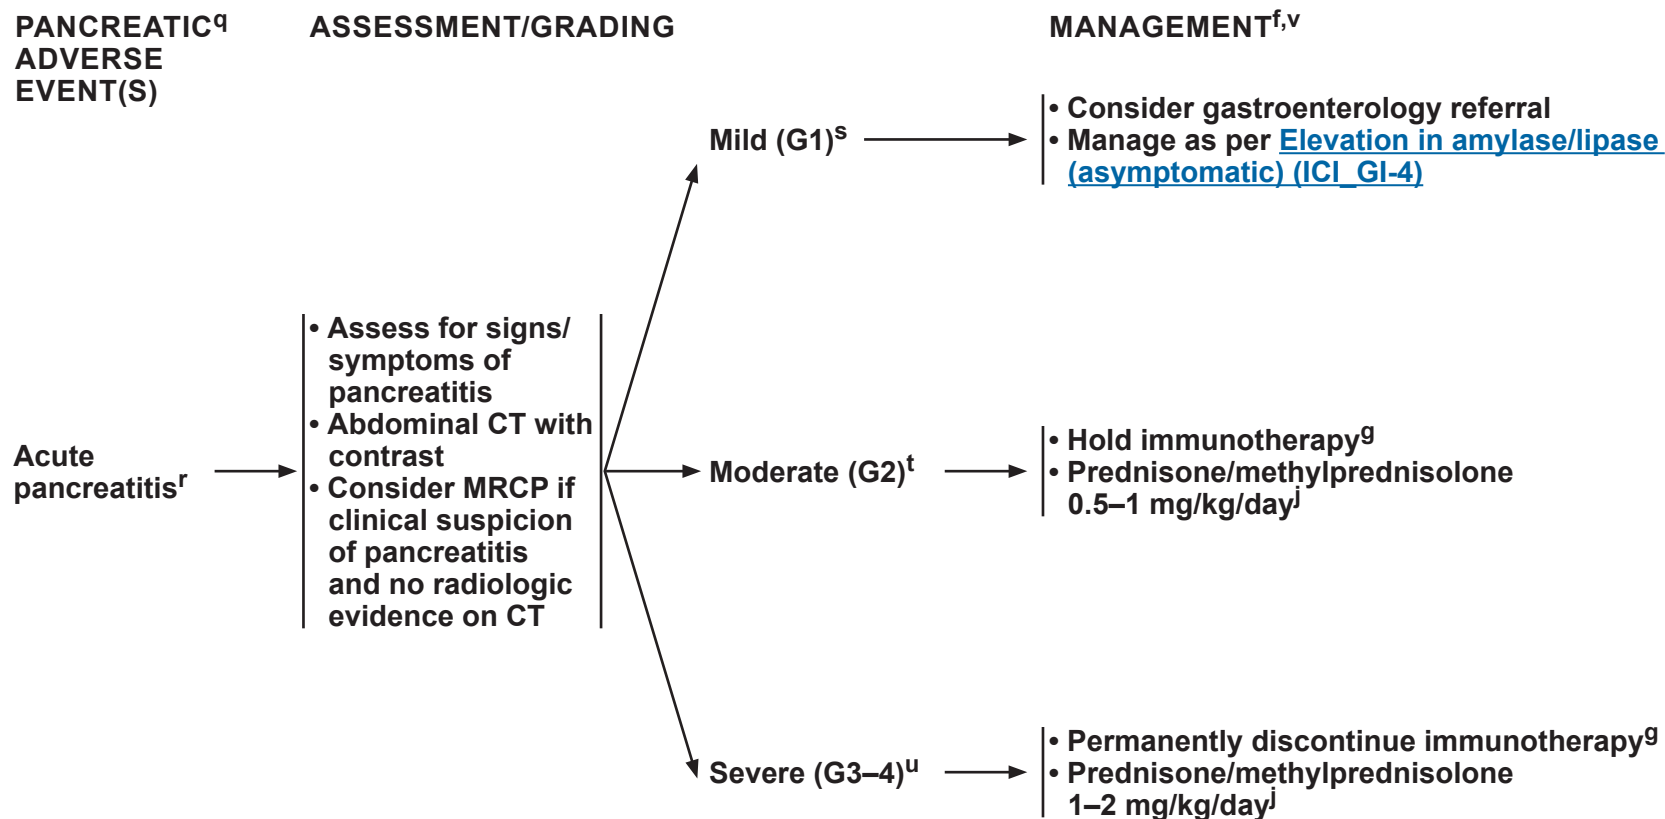 PANCREATICq
ADVERSE
EVENT(S)
ASSESSMENT/GRADING
MANAGEMENTf,v
Acute
pancreatitisr
• Assess for signs/
symptoms of
pancreatitis
• Abdominal CT with
contrast
• Consider MRCP if
clinical suspicion
of pancreatitis
and no radiologic
evidence on CT
Mild (G1)s
• Consider gastroenterology referral
• Manage as per Elevation in amylase/lipase
(asymptomatic) (ICI_GI-4)
Moderate (G2)t
• Hold immunotherapyg
• Prednisone/methylprednisolone
0.5–1 mg/kg/dayj
Severe (G3–4)u
• Permanently discontinue immunotherapyg
• Prednisone/methylprednisolone
1–2 mg/kg/dayj